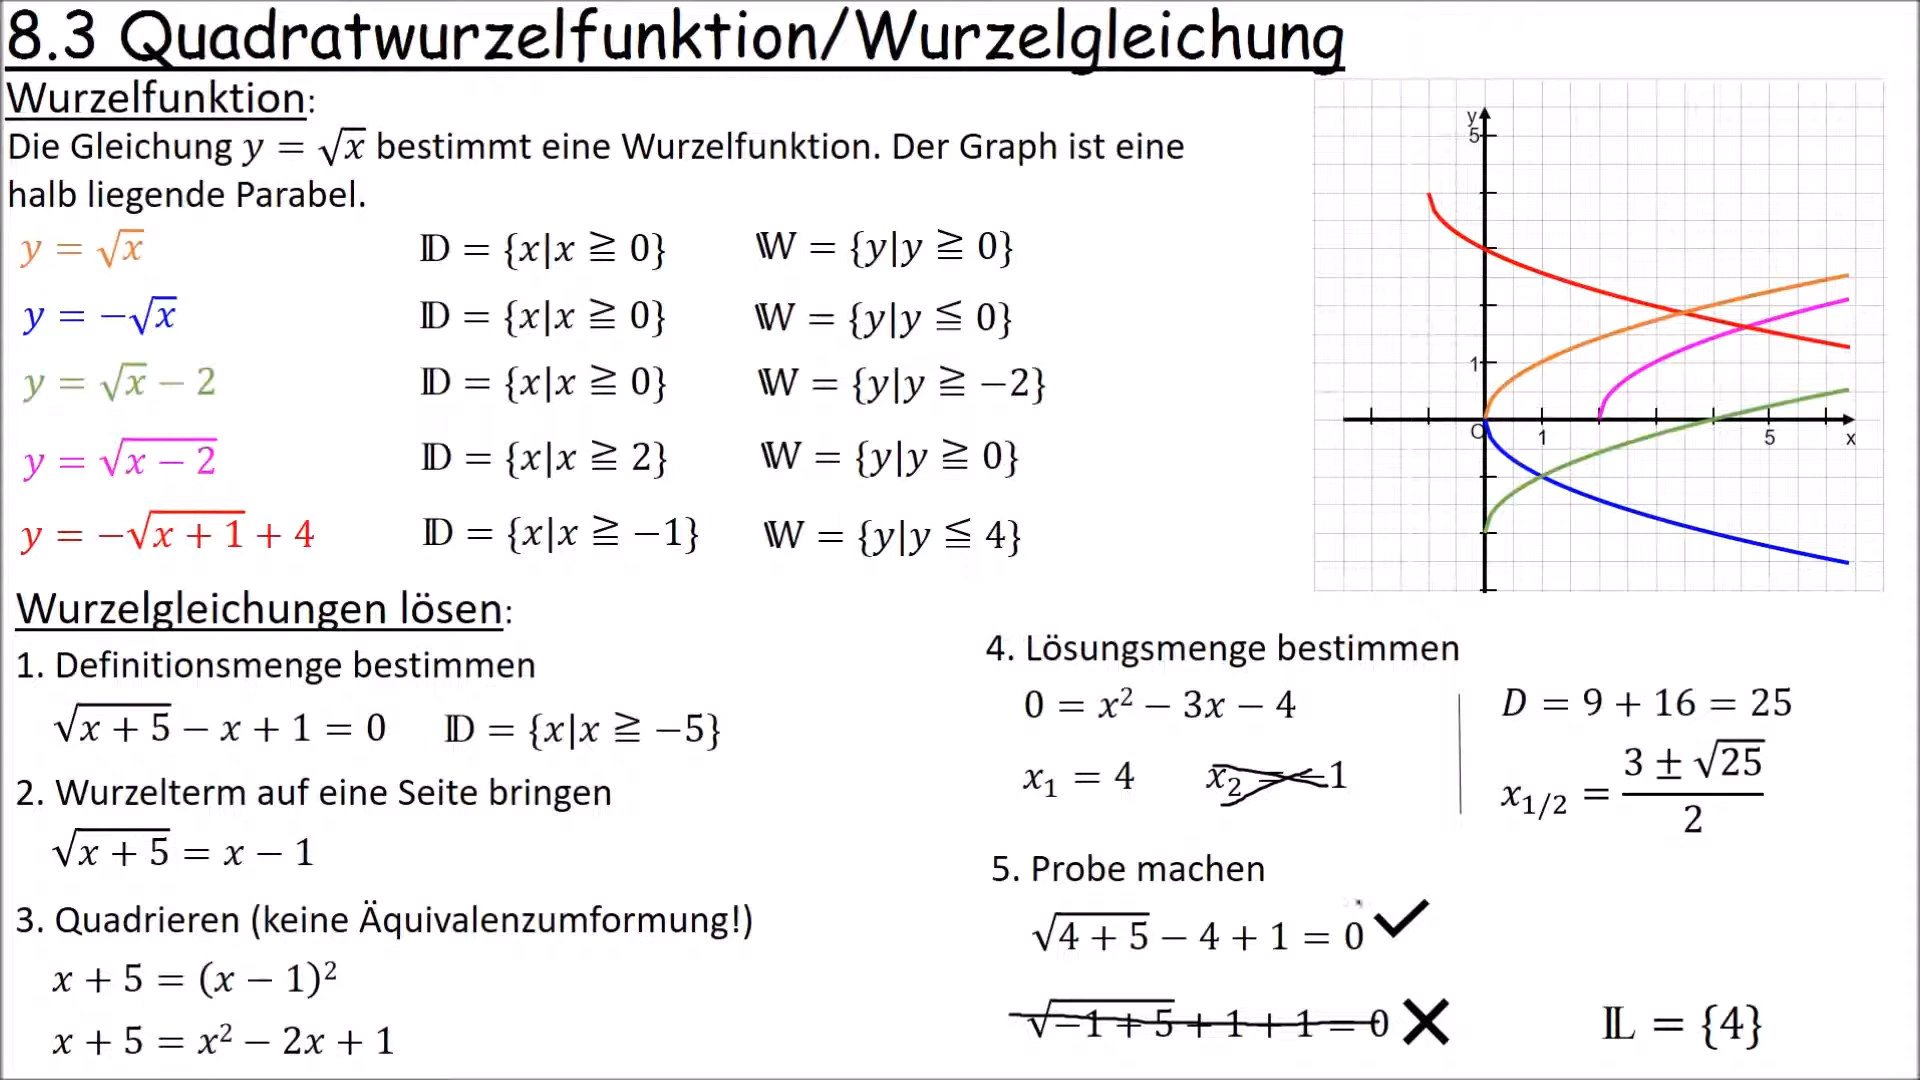 8.3 Quadratwurzelfunktion/Wurzelgleichung
Wurzelfunktion:
Die Gleichung y = √x bestimmt eine Wurzelfunktion. Der Graph ist eine
halb liegende Parabel.
y = √x 𝔻 = {x|x ≧ 0} 𝕎 = {y|y ≧ 0}
y = −√x 𝔻 = {x|x ≧ 0} 𝕎 = {y|y ≦ 0}
y = √x − 2 𝔻 = {x|x ≧ 0} 𝕎 = {y|y ≧ −2}
y = √(x − 2) 𝔻 = {x|x ≧ 2} 𝕎 = {y|y ≧ 0}
y = −√(x + 1) + 4 𝔻 = {x|x ≧ −1} 𝕎 = {y|y ≦ 4}
y
5
1
O 1 5 x
Wurzelgleichungen lösen:
1. Definitionsmenge bestimmen
√(x + 5) − x + 1 = 0 𝔻 = {x|x ≧ −5}
2. Wurzelterm auf eine Seite bringen
√(x + 5) = x − 1
3. Quadrieren (keine Äquivalenzumformung!)
x + 5 = (x − 1)²
x + 5 = x² − 2x + 1
4. Lösungsmenge bestimmen
0 = x² − 3x − 4
x₁ = 4 x₂ = −1
D = 9 + 16 = 25
x₁/₂ = (3 ± √25)/2
5. Probe machen
√(4 + 5) − 4 + 1 = 0
√(−1 + 5) + 1 + 1 = 0
𝕃 = {4}